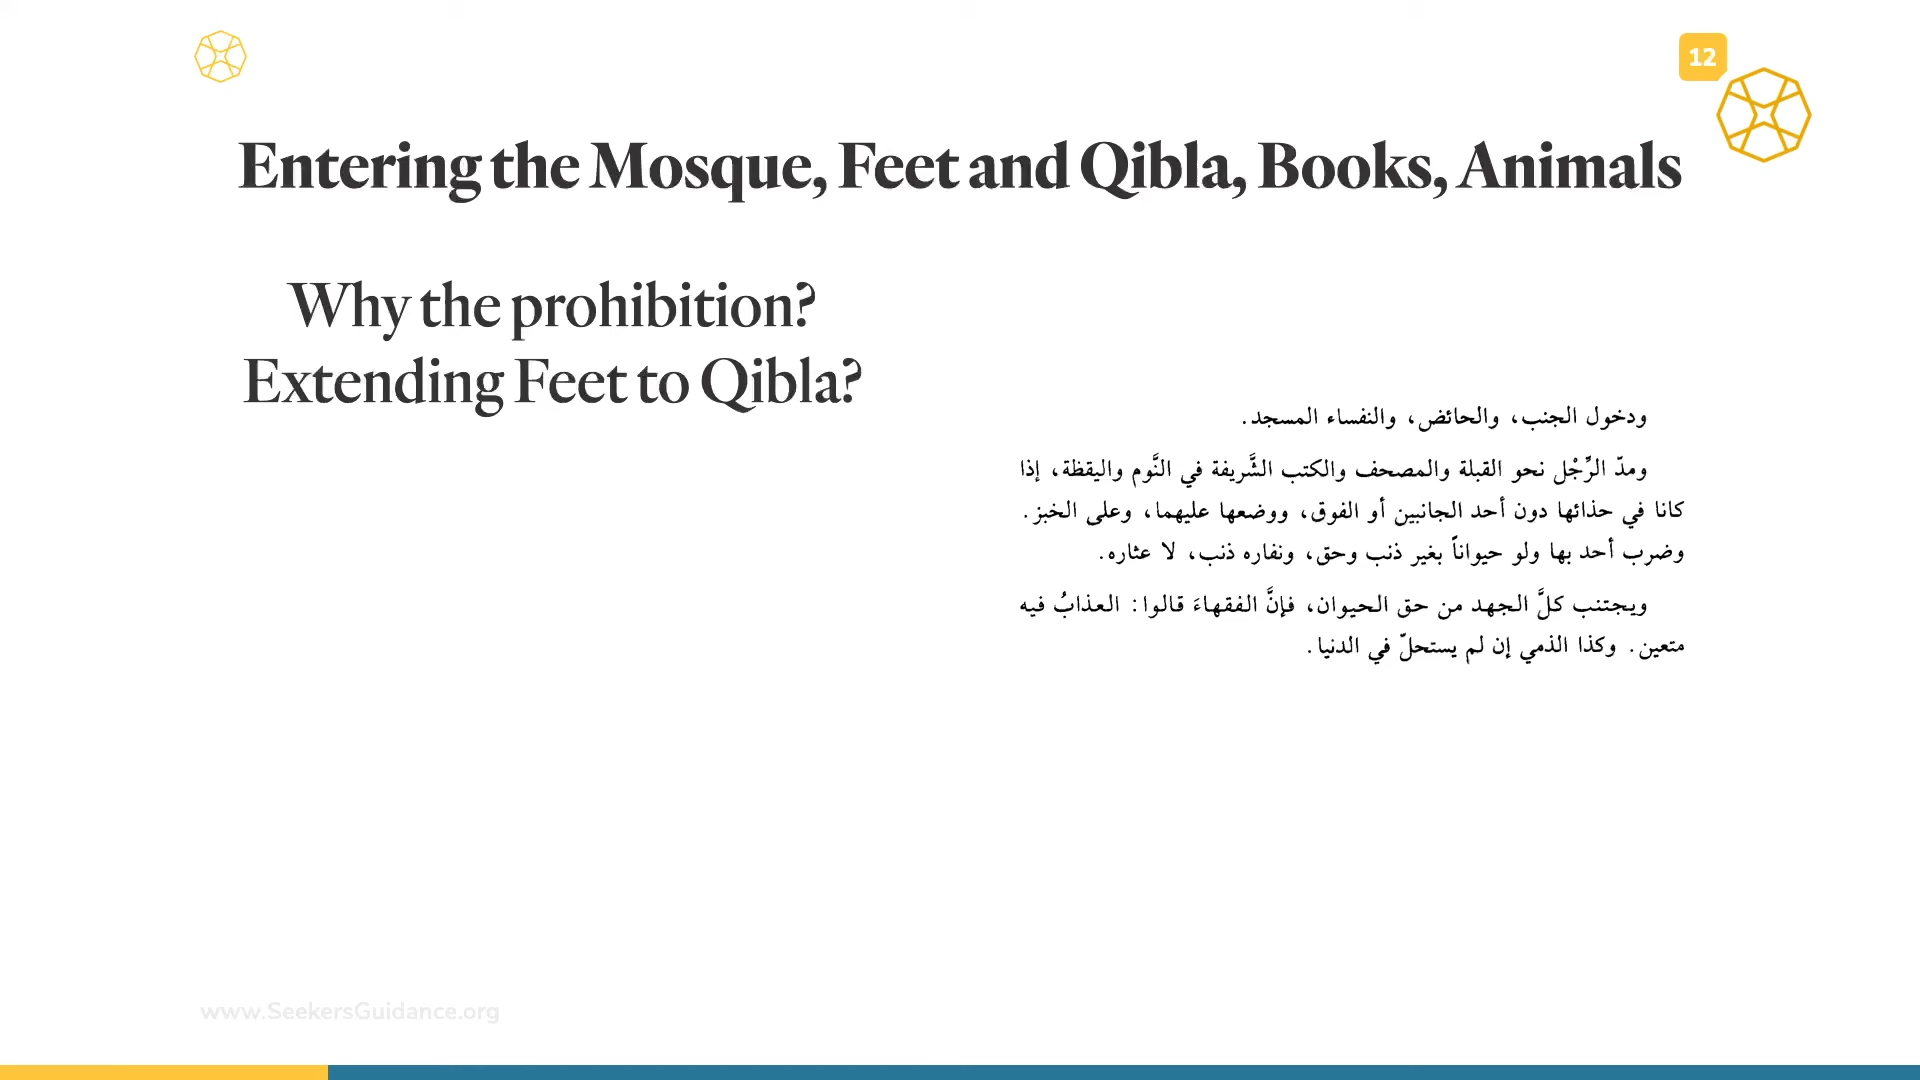 12
Entering the Mosque, Feet and Qibla, Books, Animals
Why the prohibition?
Extending Feet to Qibla?
ودخول الجنب، والحائض، والنفساء المسجد.
ومدّ الرِّجْل نحو القبلة والمصحف والكتب الشَّريفة في النَّوم واليقظة، إذا
كانا في حذائها دون أحد الجانبين أو الفوق، ووضعها عليهما، وعلى الخبز.
وضرب أحد بها ولو حيواناً بغير ذنب وحق، ونفاره ذنب، لا عثاره.
ويجتنب كلَّ الجهد من حق الحيوان، فإنَّ الفقهاءَ قالوا: العذابُ فيه
متعين. وكذا الذمي إن لم يستحلّ في الدنيا.
www.SeekersGuidance.org